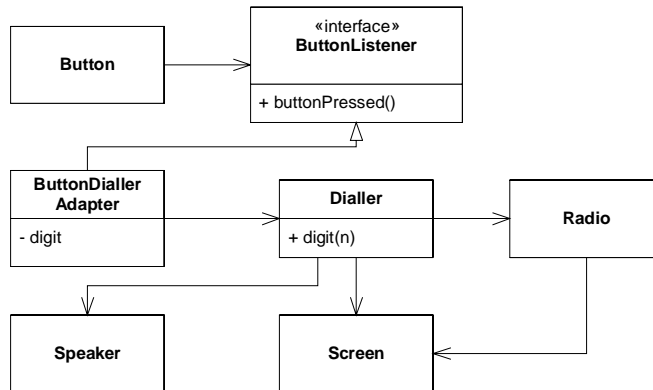 «interface»
ButtonListener
Button
+ buttonPressed()
ButtonDialler
Adapter
- digit
Dialler
+ digit(n)
Radio
Speaker
Screen